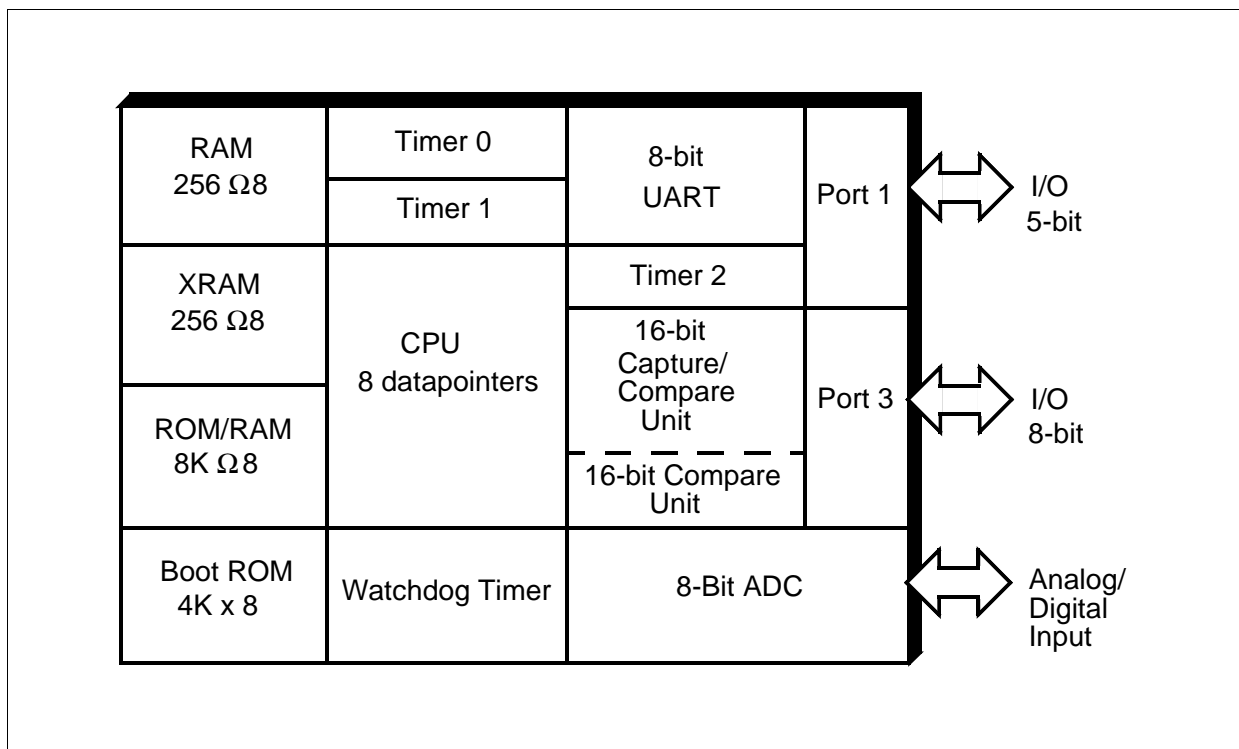 RAM
256 Ω8
Timer 0
Timer 1
8-bit
UART
Port 1
I/O
5-bit
XRAM
256 Ω8
CPU
8 datapointers
Timer 2
16-bit
Capture/
Compare
Unit
Port 3
I/O
8-bit
ROM/RAM
8K Ω8
16-bit Compare
Unit
Boot ROM
4K x 8
Watchdog Timer
8-Bit ADC
Analog/
Digital
Input